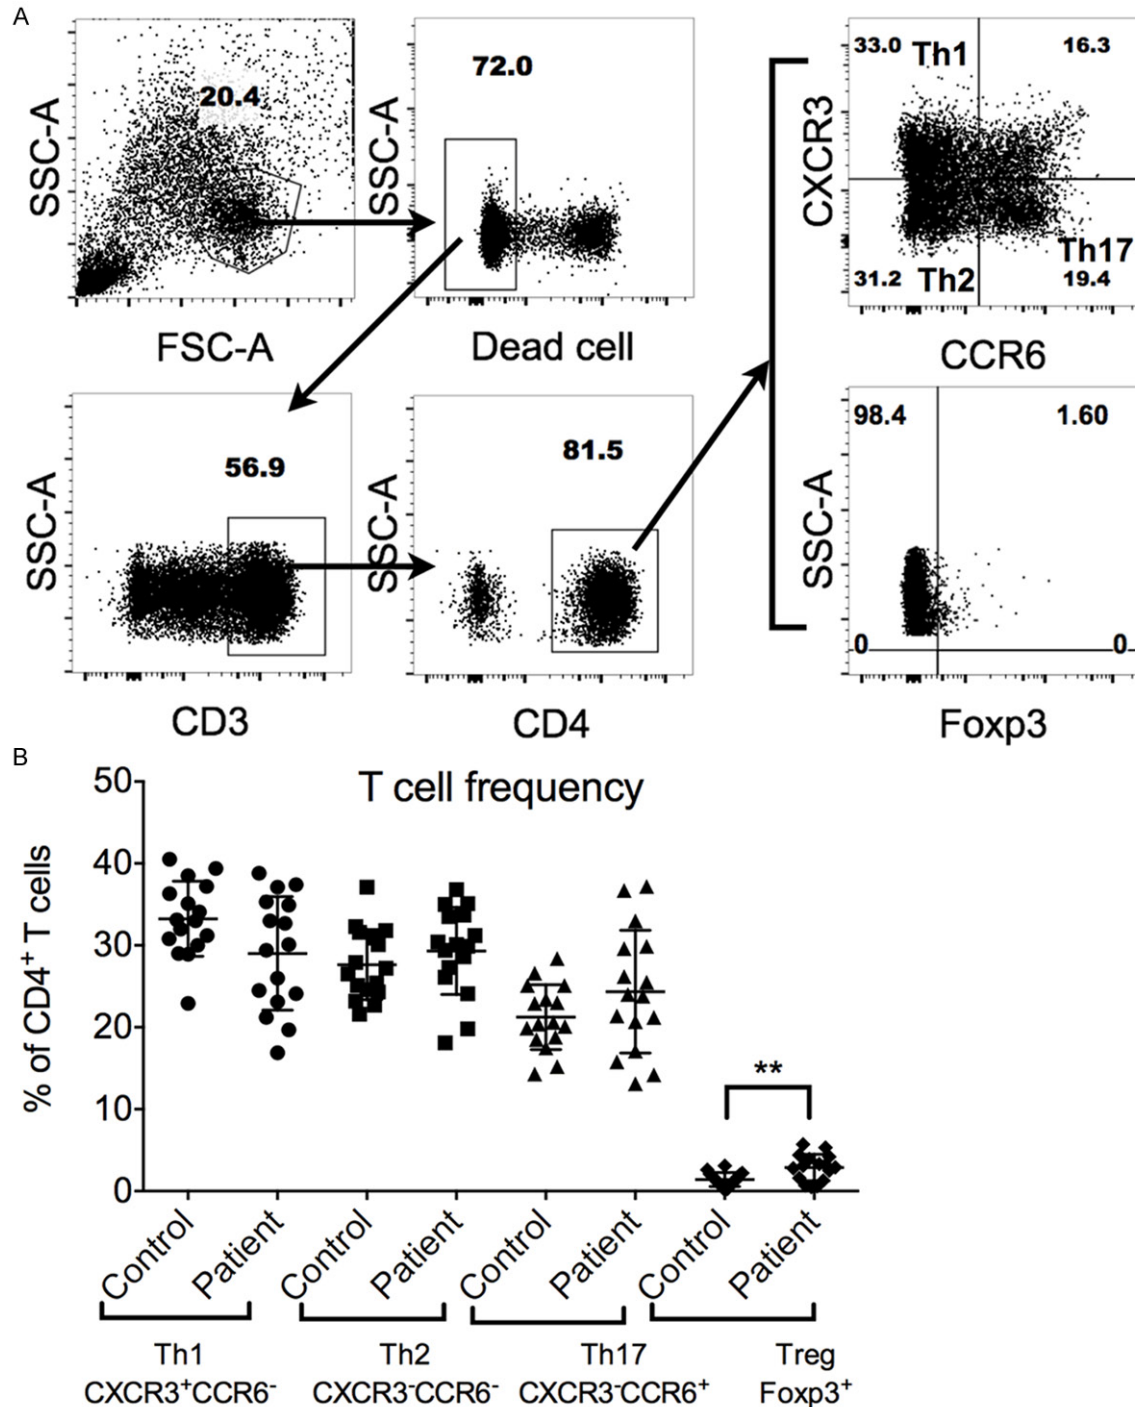 A
20.4
SSC-A
FSC-A
72.0
SSC-A
Dead cell
33.0 Th1 16.3
CXCR3
Th17
31.2 Th2 19.4
CCR6
56.9
SSC-A
CD3
81.5
SSC-A
CD4
98.4 1.60
SSC-A
0 0
Foxp3
B
T cell frequency
% of CD4+ T cells
50
40
30
20
10
0
**
Control Patient Control Patient Control Patient Control Patient
Th1 Th2 Th17 Treg
CXCR3+CCR6- CXCR3-CCR6- CXCR3-CCR6+ Foxp3+